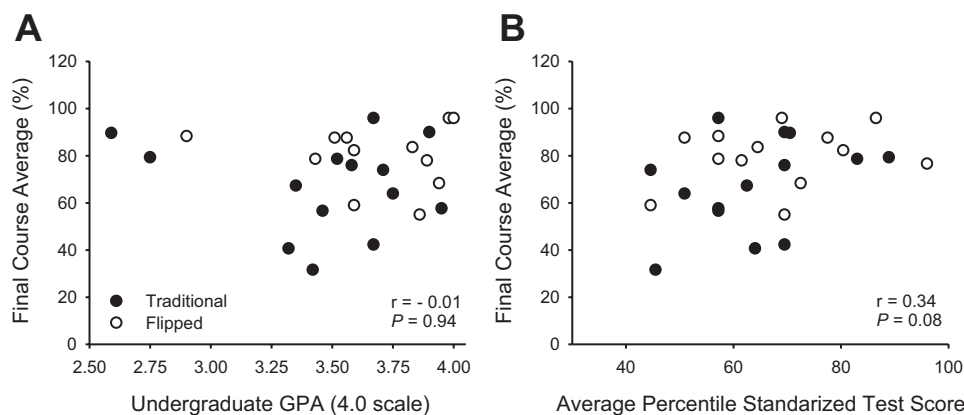 A
B
Final Course Average (%)
120
100
80
60
40
20
0
Traditional
Flipped
r = - 0.01
P = 0.94
2.50
2.75
3.00
3.25
3.50
3.75
4.00
Undergraduate GPA (4.0 scale)
Final Course Average (%)
120
100
80
60
40
20
0
r = 0.34
P = 0.08
40
60
80
100
Average Percentile Standarized Test Score